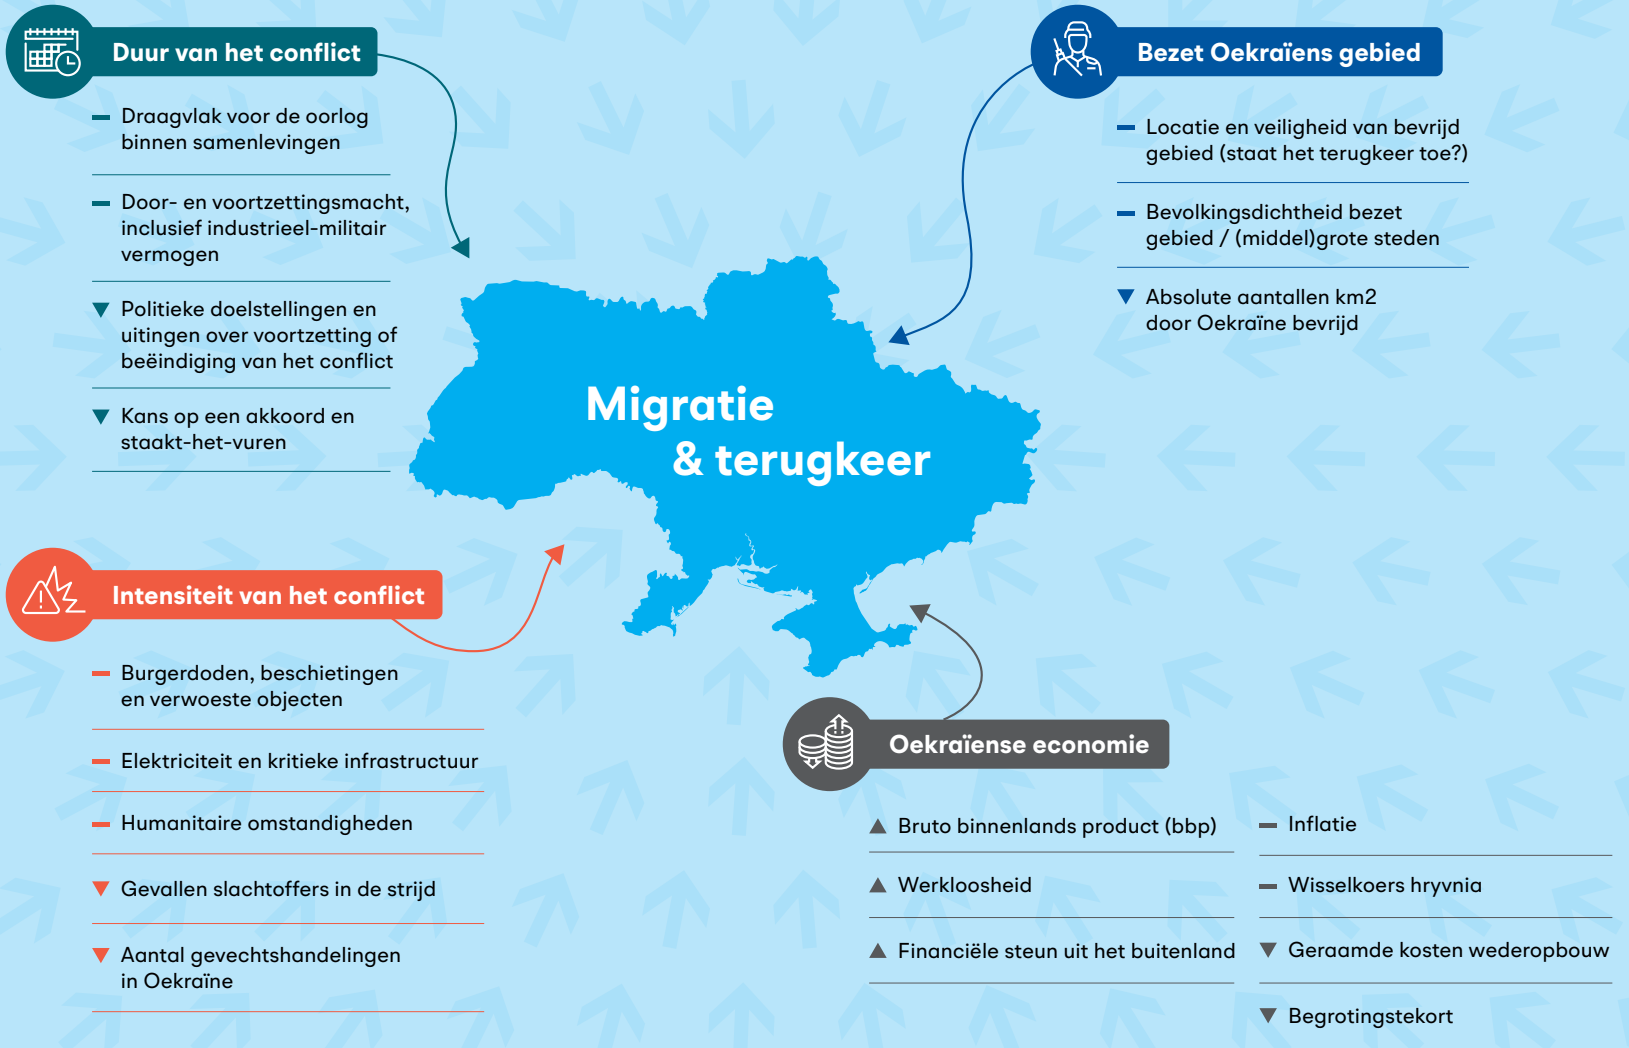 Duur van het conflict
Draagvlak voor de oorlog
binnen samenlevingen
Door- en voortzettingsmacht,
inclusief industrieel-militair
vermogen
Politieke doelstellingen en
uitingen over voortzetting of
beëindiging van het conflict
Kans op een akkoord en
staakt-het-vuren
Bezet Oekraïens gebied
Locatie en veiligheid van bevrijd
gebied (staat het terugkeer toe?)
Bevolkingsdichtheid bezet
gebied / (middel)grote steden
Absolute aantallen km2
door Oekraïne bevrijd
Migratie
& terugkeer
Intensiteit van het conflict
Burgerdoden, beschietingen
en verwoeste objecten
Elektriciteit en kritieke infrastructuur
Humanitaire omstandigheden
Gevallen slachtoffers in de strijd
Aantal gevechtshandelingen
in Oekraïne
Oekraïense economie
Bruto binnenlands product (bbp)
Werkloosheid
Financiële steun uit het buitenland
Inflatie
Wisselkoers hryvnia
Geraamde kosten wederopbouw
Begrotingstekort